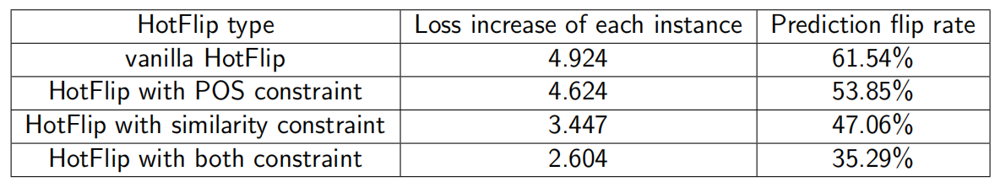 HotFlip type Loss increase of each instance Prediction flip rate
vanilla HotFlip 4.924 61.54%
HotFlip with POS constraint 4.624 53.85%
HotFlip with similarity constraint 3.447 47.06%
HotFlip with both constraint 2.604 35.29%